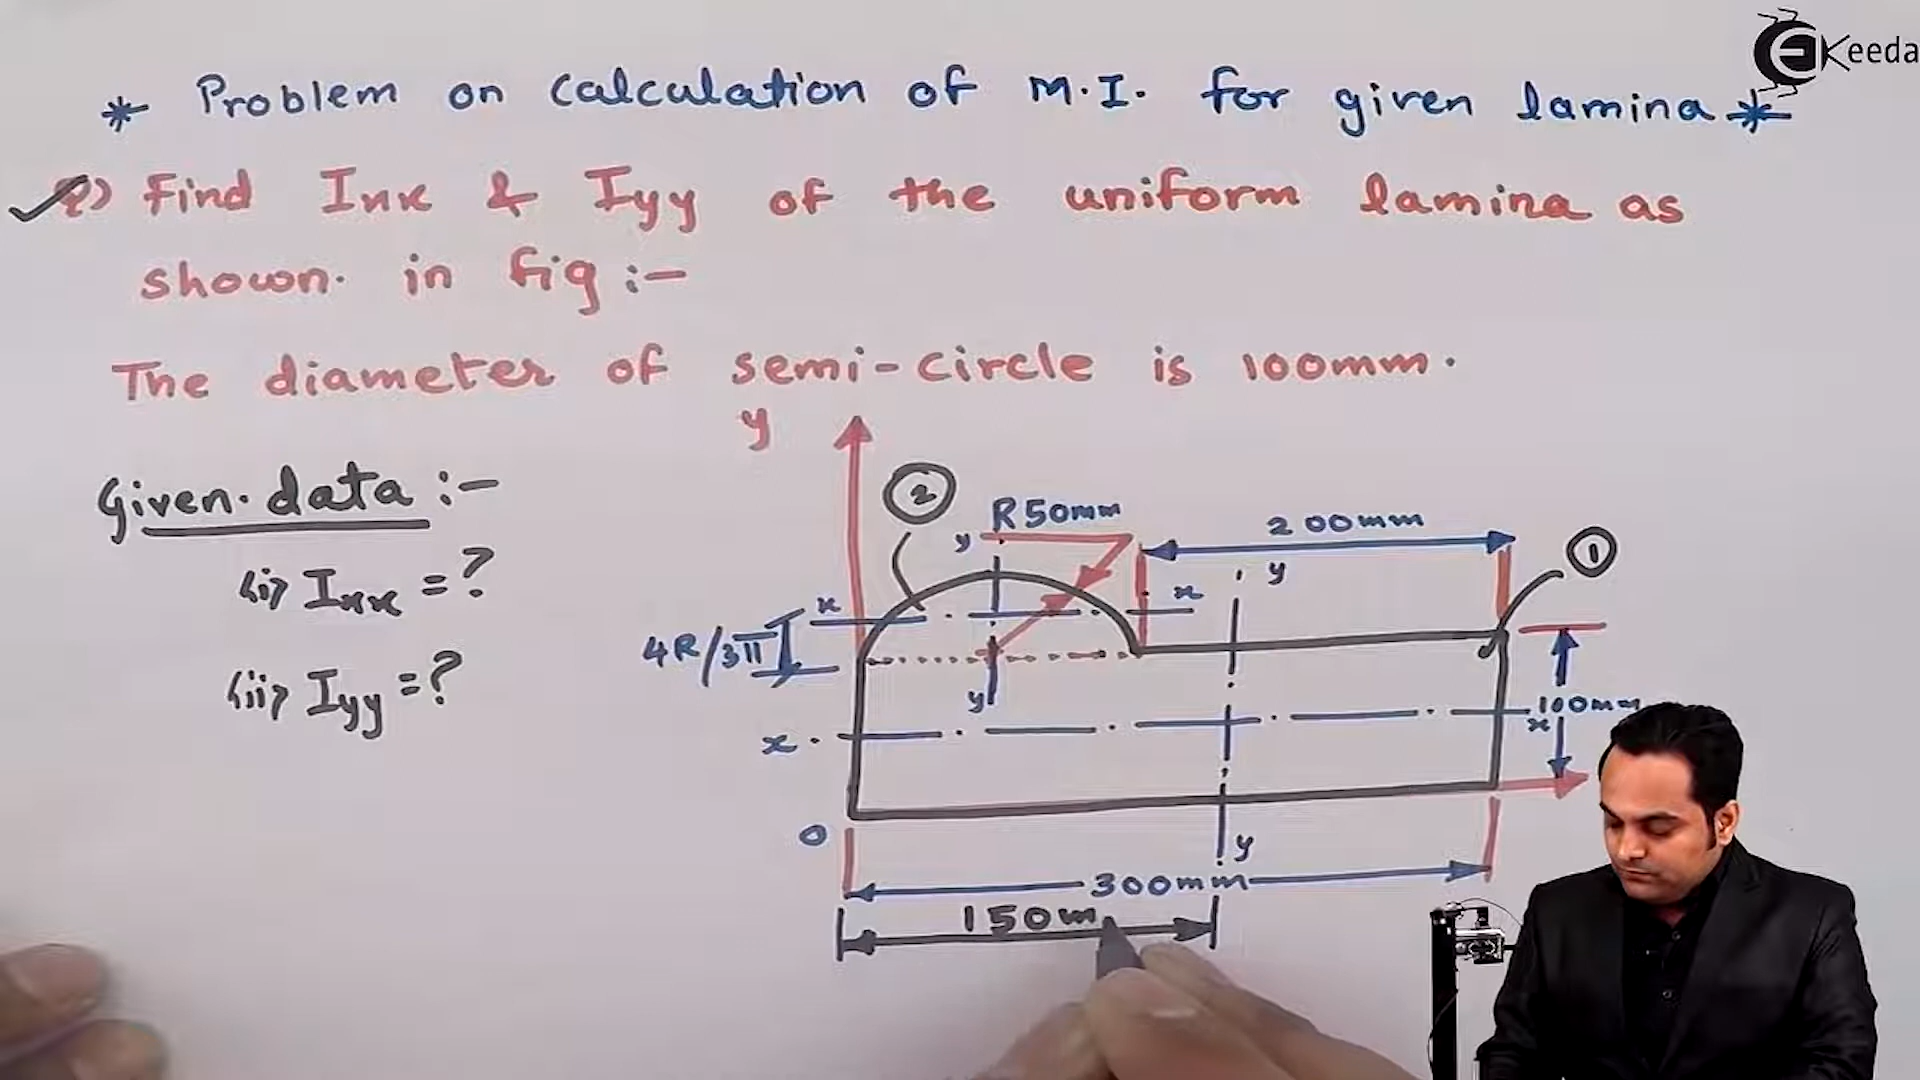 EKeeda
* Problem on calculation of M.I. for given lamina *
Q) Find Ixx & Iyy of the uniform lamina as
shown. in fig :-
The diameter of semi-circle is 100mm.
y
Given. data :-
(i) Ixx = ?
(ii) Iyy = ?
2
R50mm
200mm
1
y
y
x
x
4R/3π
y
100mm
x
x
0
y
300mm
150m